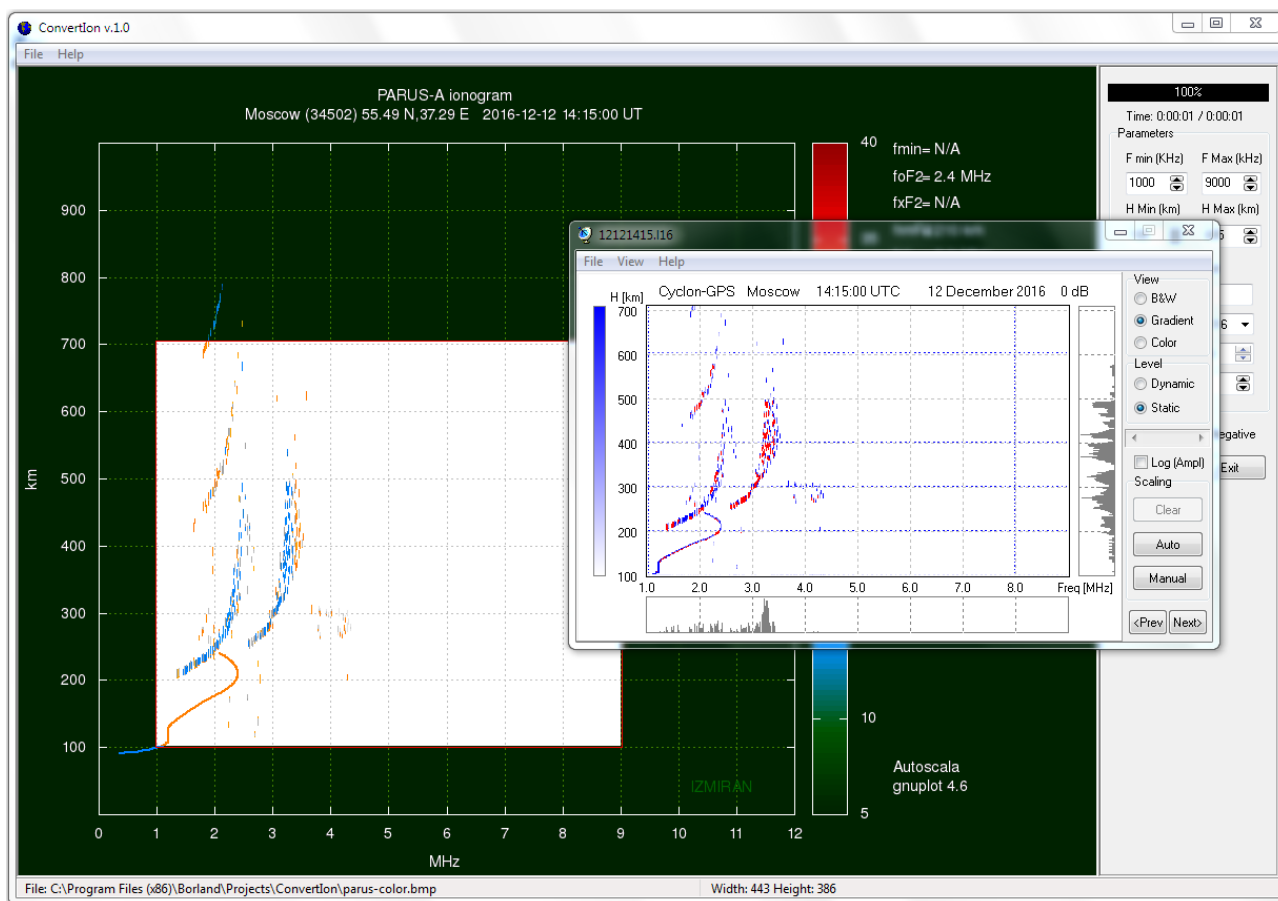 ConvertIon v.1.0
File Help
PARUS-A ionogram
Moscow (34502) 55.49 N,37.29 E 2016-12-12 14:15:00 UT
900
800
700
600
500
400
300
200
100
km
0 1 2 3 4 5 6 7 8 9 10 11 12
MHz
40
10
5
fmin= N/A
foF2= 2.4 MHz
fxF2= N/A
Autoscala
gnuplot 4.6
IZMIRAN
100%
Time: 0:00:01 / 0:00:01
Parameters
F min (KHz) F Max (kHz)
1000 9000
H Min (km) H Max (km)
Exit
12121415.I16
File View Help
H [km] Cyclon-GPS Moscow 14:15:00 UTC 12 December 2016 0 dB
700
600
500
400
300
200
100
1.0 2.0 3.0 4.0 5.0 6.0 7.0 8.0 Freq [MHz]
View
B&W
Gradient
Color
Level
Dynamic
Static
Log (Ampl)
Scaling
Clear
Auto
Manual
<Prev Next>
File: C:\Program Files (x86)\Borland\Projects\ConvertIon\parus-color.bmp
Width: 443 Height: 386